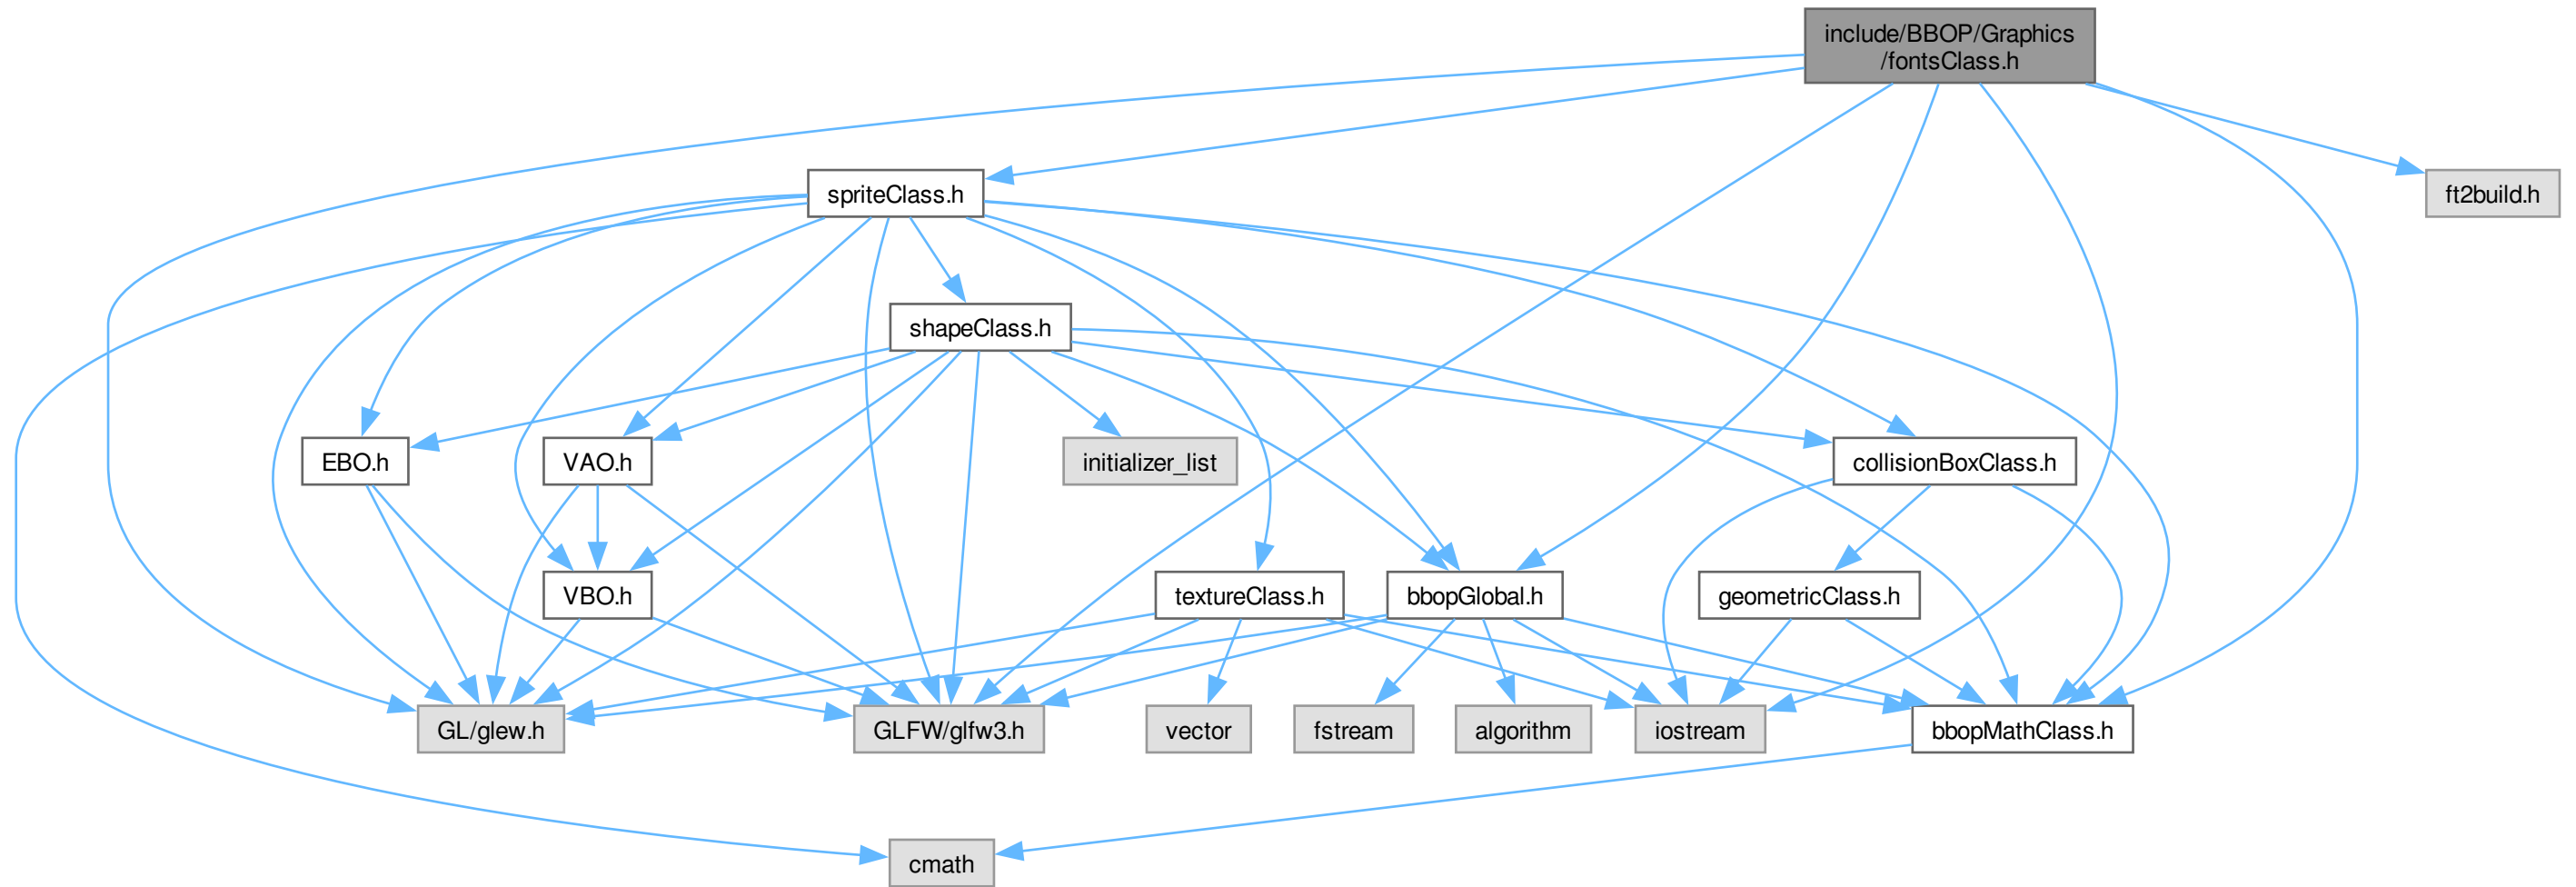 include/BBOP/Graphics
/fontsClass.h
spriteClass.h
ft2build.h
shapeClass.h
EBO.h
VAO.h
initializer_list
collisionBoxClass.h
VBO.h
textureClass.h
bbopGlobal.h
geometricClass.h
GL/glew.h
GLFW/glfw3.h
vector
fstream
algorithm
iostream
bbopMathClass.h
cmath